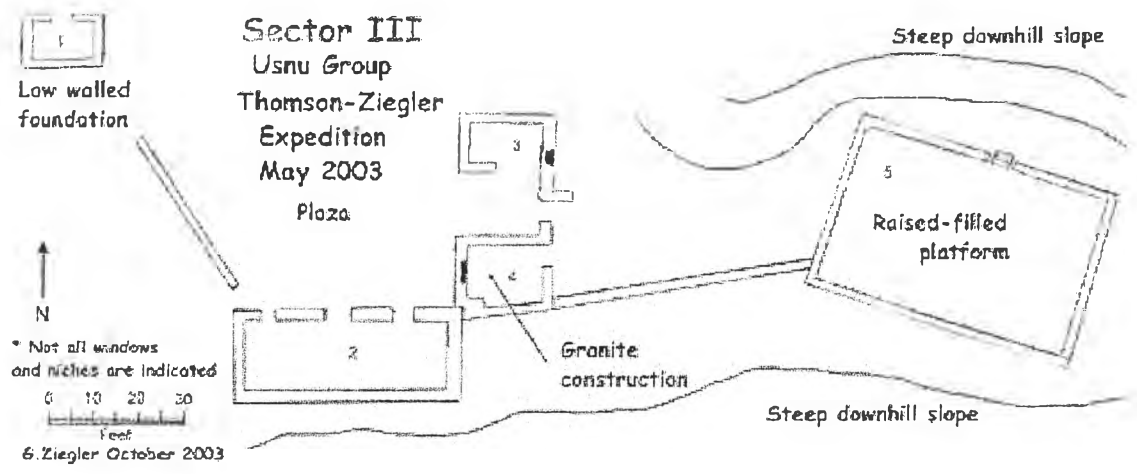 Sector III
Usnu Group
Thomson-Ziegler
Expedition
May 2003
Plaza
1
Low walled
foundation
Steep downhill slope
3
5
Raised-filled
platform
4
2
Granite
construction
Steep downhill slope
N
* Not all windows
and niches are indicated
0 10 20 30
Feet
G.Ziegler October 2003